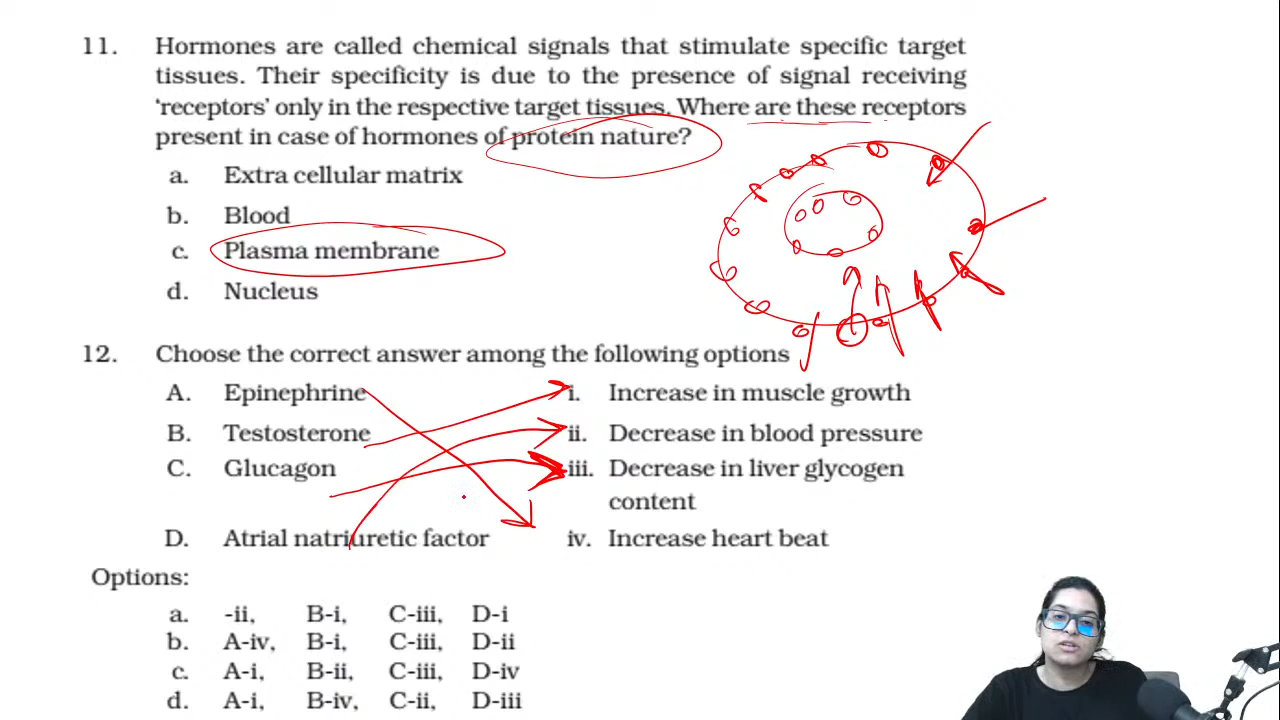 11. Hormones are called chemical signals that stimulate specific target
tissues. Their specificity is due to the presence of signal receiving
‘receptors’ only in the respective target tissues. Where are these receptors
present in case of hormones of protein nature?
a. Extra cellular matrix
b. Blood
c. Plasma membrane
d. Nucleus
12. Choose the correct answer among the following options
A. Epinephrine i. Increase in muscle growth
B. Testosterone ii. Decrease in blood pressure
C. Glucagon iii. Decrease in liver glycogen
content
D. Atrial natriuretic factor iv. Increase heart beat
Options:
a. -ii, B-i, C-iii, D-i
b. A-iv, B-i, C-iii, D-ii
c. A-i, B-ii, C-iii, D-iv
d. A-i, B-iv, C-ii, D-iii